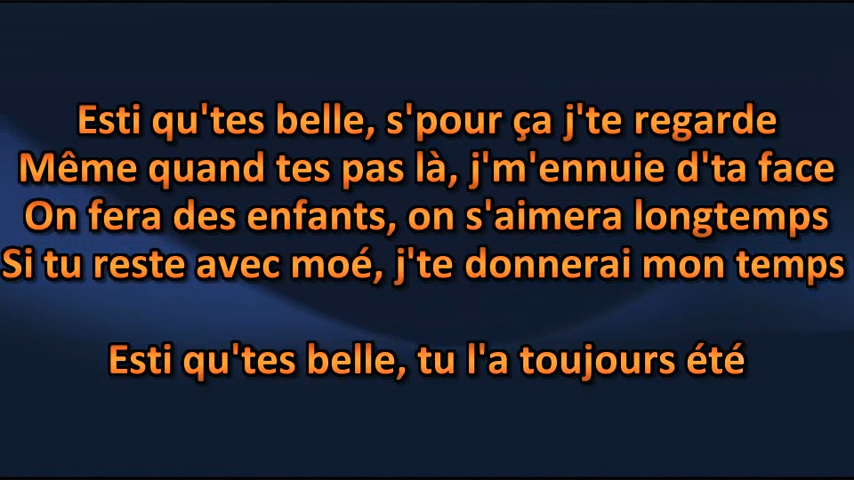 Esti qu'tes belle, s'pour ça j'te regarde
Même quand tes pas là, j'm'ennuie d'ta face
On fera des enfants, on s'aimera longtemps
Si tu reste avec moé, j'te donnerai mon temps
Esti qu'tes belle, tu l'a toujours été